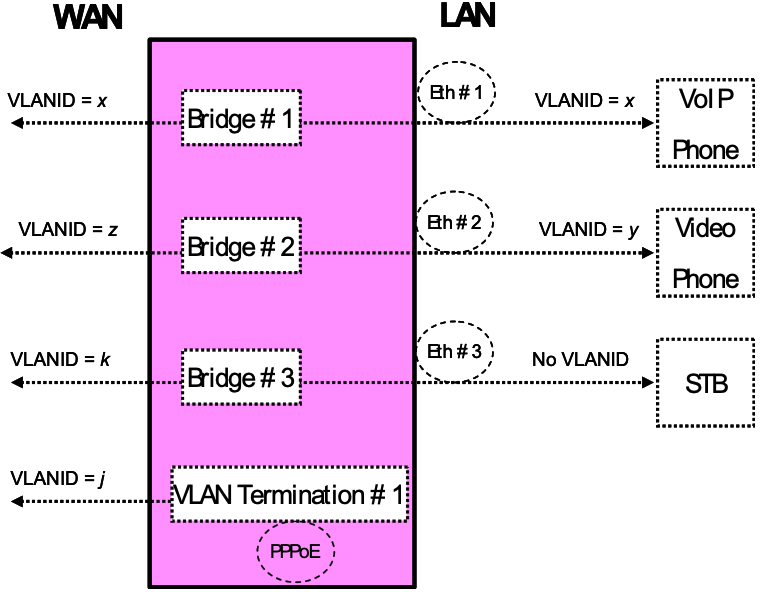 WAN
LAN
VLANID = x
Bridge # 1
Eth # 1
VLANID = x
VoIP
Phone
VLANID = z
Bridge # 2
Eth # 2
VLANID = y
Video
Phone
VLANID = k
Bridge # 3
Eth # 3
No VLANID
STB
VLANID = j
VLAN Termination # 1
PPPoE